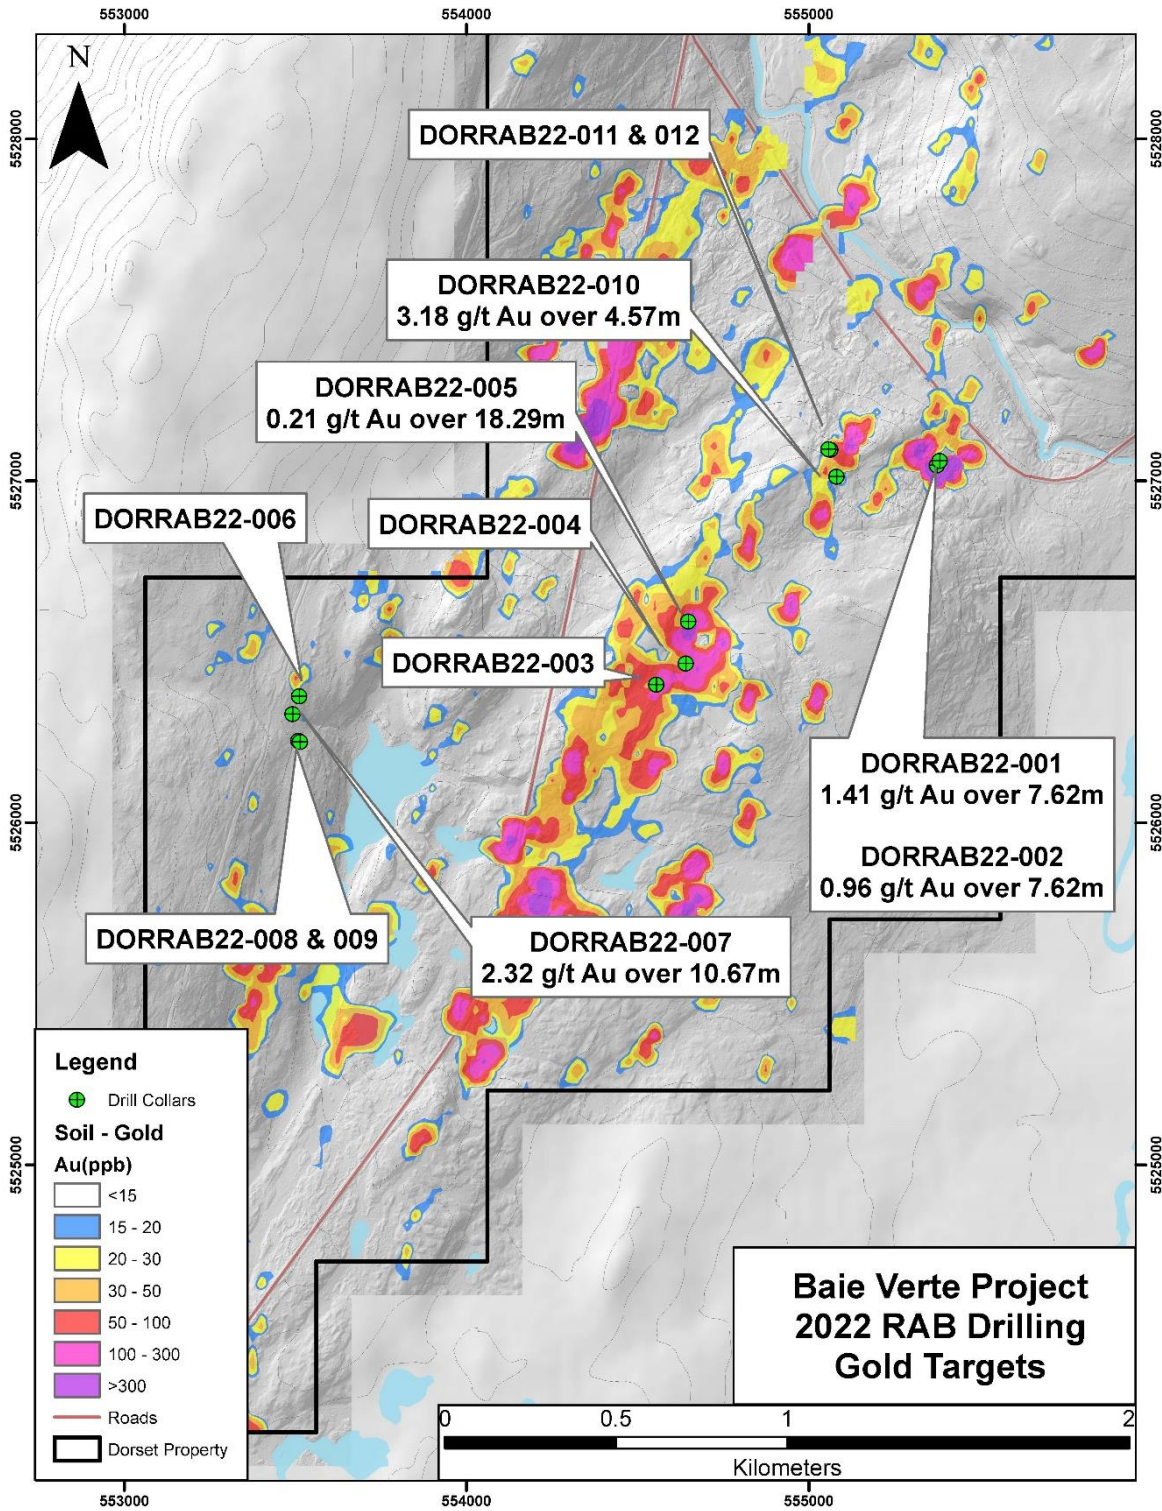 553000
554000
555000
N
5528000
5528000
DORRAB22-011 & 012
DORRAB22-010
3.18 g/t Au over 4.57m
DORRAB22-005
0.21 g/t Au over 18.29m
5527000
5527000
DORRAB22-006
DORRAB22-004
DORRAB22-003
DORRAB22-001
1.41 g/t Au over 7.62m
DORRAB22-002
0.96 g/t Au over 7.62m
5526000
5526000
DORRAB22-008 & 009
DORRAB22-007
2.32 g/t Au over 10.67m
5525000
5525000
Legend
Drill Collars
Soil - Gold
Au(ppb)
<15
15 - 20
20 - 30
30 - 50
50 - 100
100 - 300
>300
Roads
Dorset Property
Baie Verte Project
2022 RAB Drilling
Gold Targets
0 0.5 1 2
Kilometers
553000
554000
555000